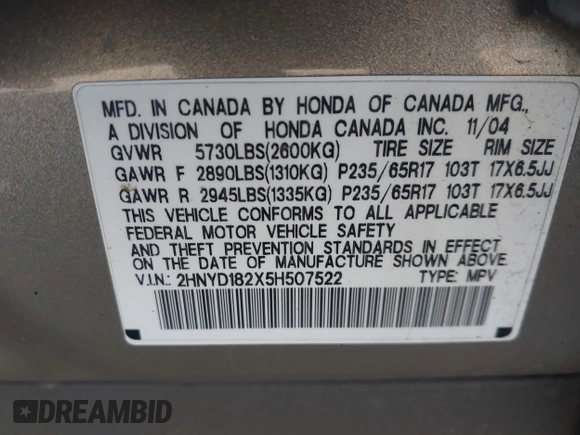 MFD. IN CANADA BY HONDA OF CANADA MFG.,
A DIVISION OF HONDA CANADA INC. 11/04
GVWR 5730LBS(2600KG) TIRE SIZE RIM SIZE
GAWR F 2890LBS(1310KG) P235/65R17 103T 17X6.5JJ
GAWR R 2945LBS(1335KG) P235/65R17 103T 17X6.5JJ
THIS VEHICLE CONFORMS TO ALL APPLICABLE
FEDERAL MOTOR VEHICLE SAFETY
AND THEFT PREVENTION STANDARDS IN EFFECT
ON THE DATE OF MANUFACTURE SHOWN ABOVE.
V.I.N.: 2HNYD182X5H507522 TYPE: MPV
DREAMBID